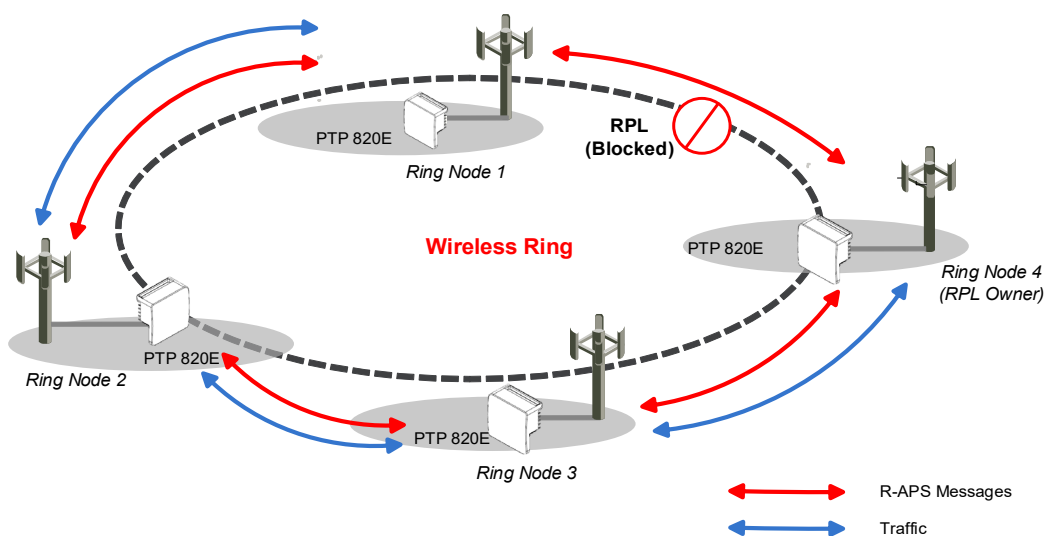 PTP 820E
Ring Node 1
RPL
(Blocked)
Wireless Ring
PTP 820E
Ring Node 4
(RPL Owner)
PTP 820E
Ring Node 2
PTP 820E
Ring Node 3
R-APS Messages
Traffic